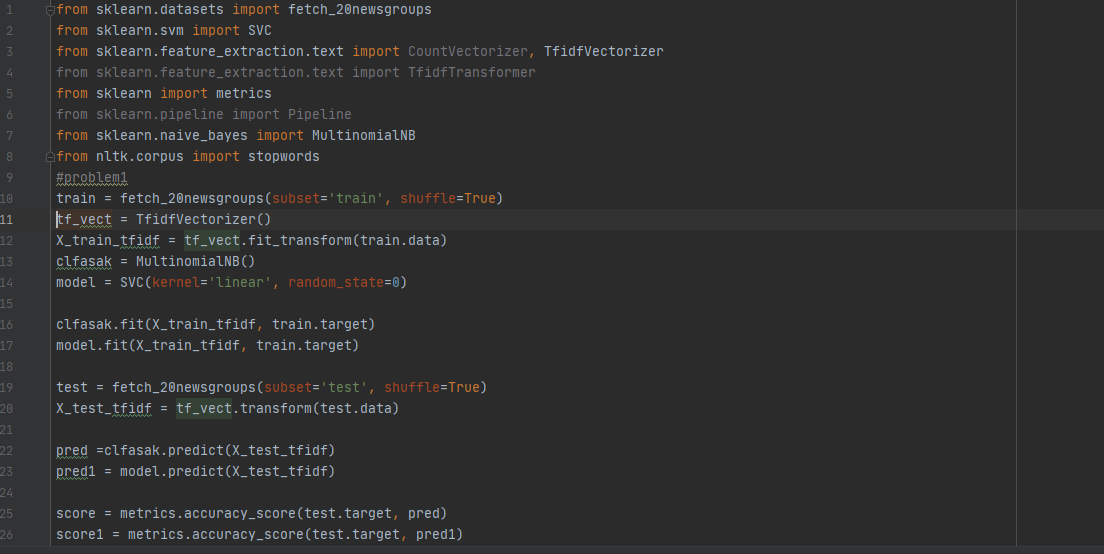 1 from sklearn.datasets import fetch_20newsgroups
2 from sklearn.svm import SVC
3 from sklearn.feature_extraction.text import CountVectorizer, TfidfVectorizer
4 from sklearn.feature_extraction.text import TfidfTransformer
5 from sklearn import metrics
6 from sklearn.pipeline import Pipeline
7 from sklearn.naive_bayes import MultinomialNB
8 from nltk.corpus import stopwords
9 #problem1
10 train = fetch_20newsgroups(subset='train', shuffle=True)
11 tf_vect = TfidfVectorizer()
12 X_train_tfidf = tf_vect.fit_transform(train.data)
13 clfasak = MultinomialNB()
14 model = SVC(kernel='linear', random_state=0)
15
16 clfasak.fit(X_train_tfidf, train.target)
17 model.fit(X_train_tfidf, train.target)
18
19 test = fetch_20newsgroups(subset='test', shuffle=True)
20 X_test_tfidf = tf_vect.transform(test.data)
21
22 pred =clfasak.predict(X_test_tfidf)
23 pred1 = model.predict(X_test_tfidf)
24
25 score = metrics.accuracy_score(test.target, pred)
26 score1 = metrics.accuracy_score(test.target, pred1)